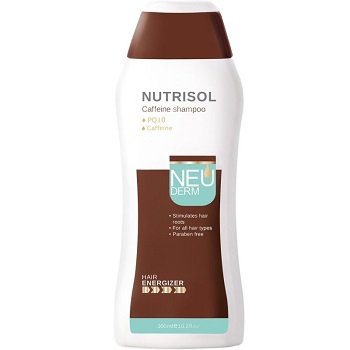 NUTRISOL
Caffeine shampoo
PQ10
Caffeine
NEU
DERM
• Stimulates hair
roots
• For all hair types
• Paraben free
HAIR
ENERGIZER